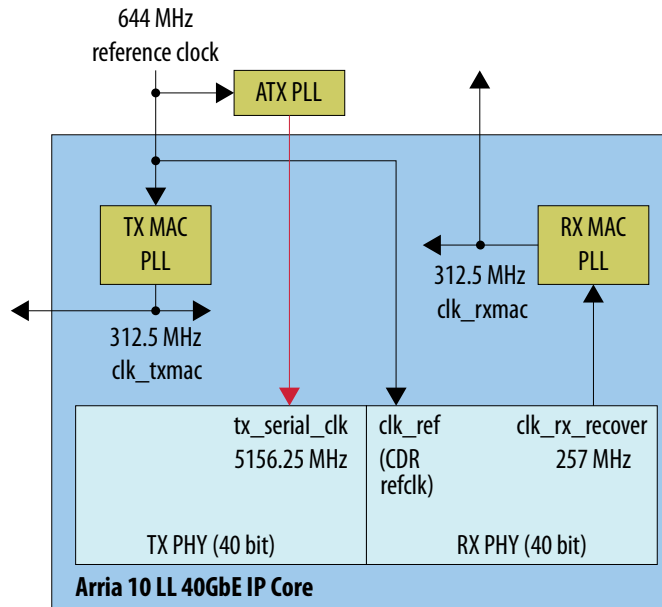 644 MHz
reference clock
ATX PLL
TX MAC
PLL
RX MAC
PLL
312.5 MHz
clk_rxmac
312.5 MHz
clk_txmac
tx_serial_clk
5156.25 MHz
clk_ref
(CDR
refclk)
clk_rx_recover
257 MHz
TX PHY (40 bit)
RX PHY (40 bit)
Arria 10 LL 40GbE IP Core